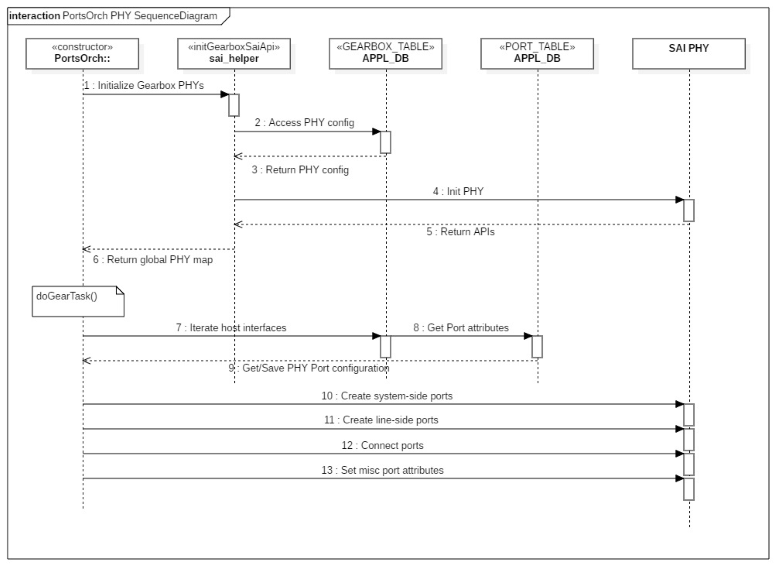 interaction PortsOrch PHY SequenceDiagram
«constructor»
PortsOrch::
«initGearboxSaiApi»
sai_helper
«GEARBOX_TABLE»
APPL_DB
«PORT_TABLE»
APPL_DB
SAI PHY
1 : Initialize Gearbox PHYs
2 : Access PHY config
3 : Return PHY config
4 : Init PHY
5 : Return APIs
6 : Return global PHY map
doGearTask()
7 : Iterate host interfaces
8 : Get Port attributes
9 : Get/Save PHY Port configuration
10 : Create system-side ports
11 : Create line-side ports
12 : Connect ports
13 : Set misc port attributes